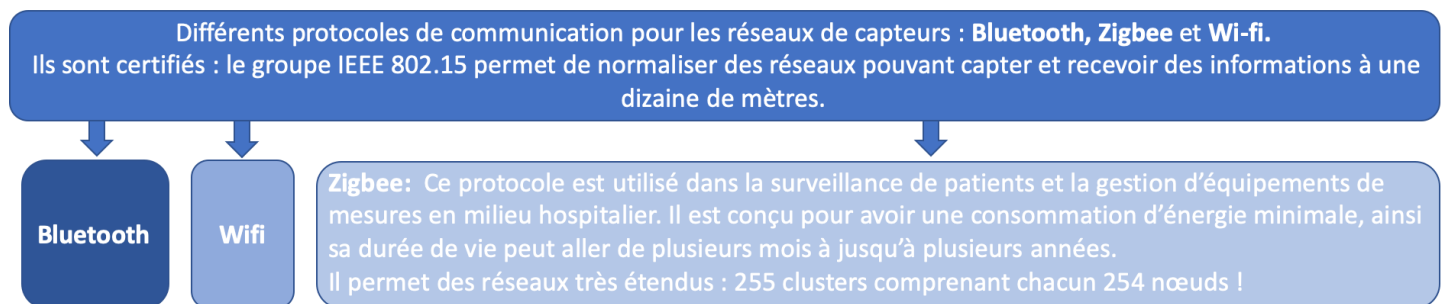 Différents protocoles de communication pour les réseaux de capteurs : Bluetooth, Zigbee et Wi-fi.
Ils sont certifiés : le groupe IEEE 802.15 permet de normaliser des réseaux pouvant capter et recevoir des informations à une
dizaine de mètres.
Bluetooth
Wifi
Zigbee: Ce protocole est utilisé dans la surveillance de patients et la gestion d'équipements de
mesures en milieu hospitalier. Il est conçu pour avoir une consommation d'énergie minimale, ainsi
sa durée de vie peut aller de plusieurs mois à jusqu'à plusieurs années.
Il permet des réseaux très étendus : 255 clusters comprenant chacun 254 nœuds !